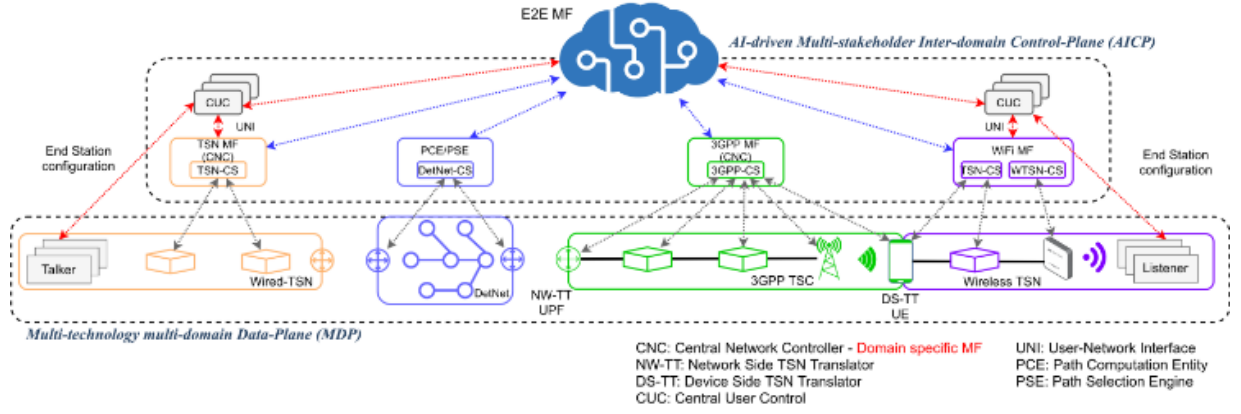 E2E MF
AI-driven Multi-stakeholder Inter-domain Control-Plane (AICP)
CUC
UNI
End Station
configuration
TSN MF
(CNC)
TSN-CS
PCE/PSE
DetNet-CS
3GPP MF
(CNC)
3GPP-CS
CUC
UNI
WiFi MF
TSN-CS
WTSN-CS
End Station
configuration
Talker
Wired-TSN
DetNet
NW-TT
UPF
3GPP TSC
DS-TT
UE
Wireless TSN
Listener
Multi-technology multi-domain Data-Plane (MDP)
CNC: Central Network Controller - Domain specific MF
NW-TT: Network Side TSN Translator
DS-TT: Device Side TSN Translator
CUC: Central User Control
UNI: User-Network Interface
PCE: Path Computation Entity
PSE: Path Selection Engine